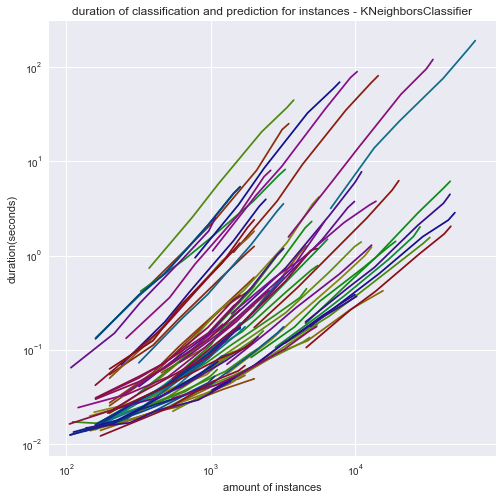 duration of classification and prediction for instances - KNeighborsClassifier
duration(seconds)
10²
10¹
10⁰
10⁻¹
10⁻²
10² 10³ 10⁴
amount of instances